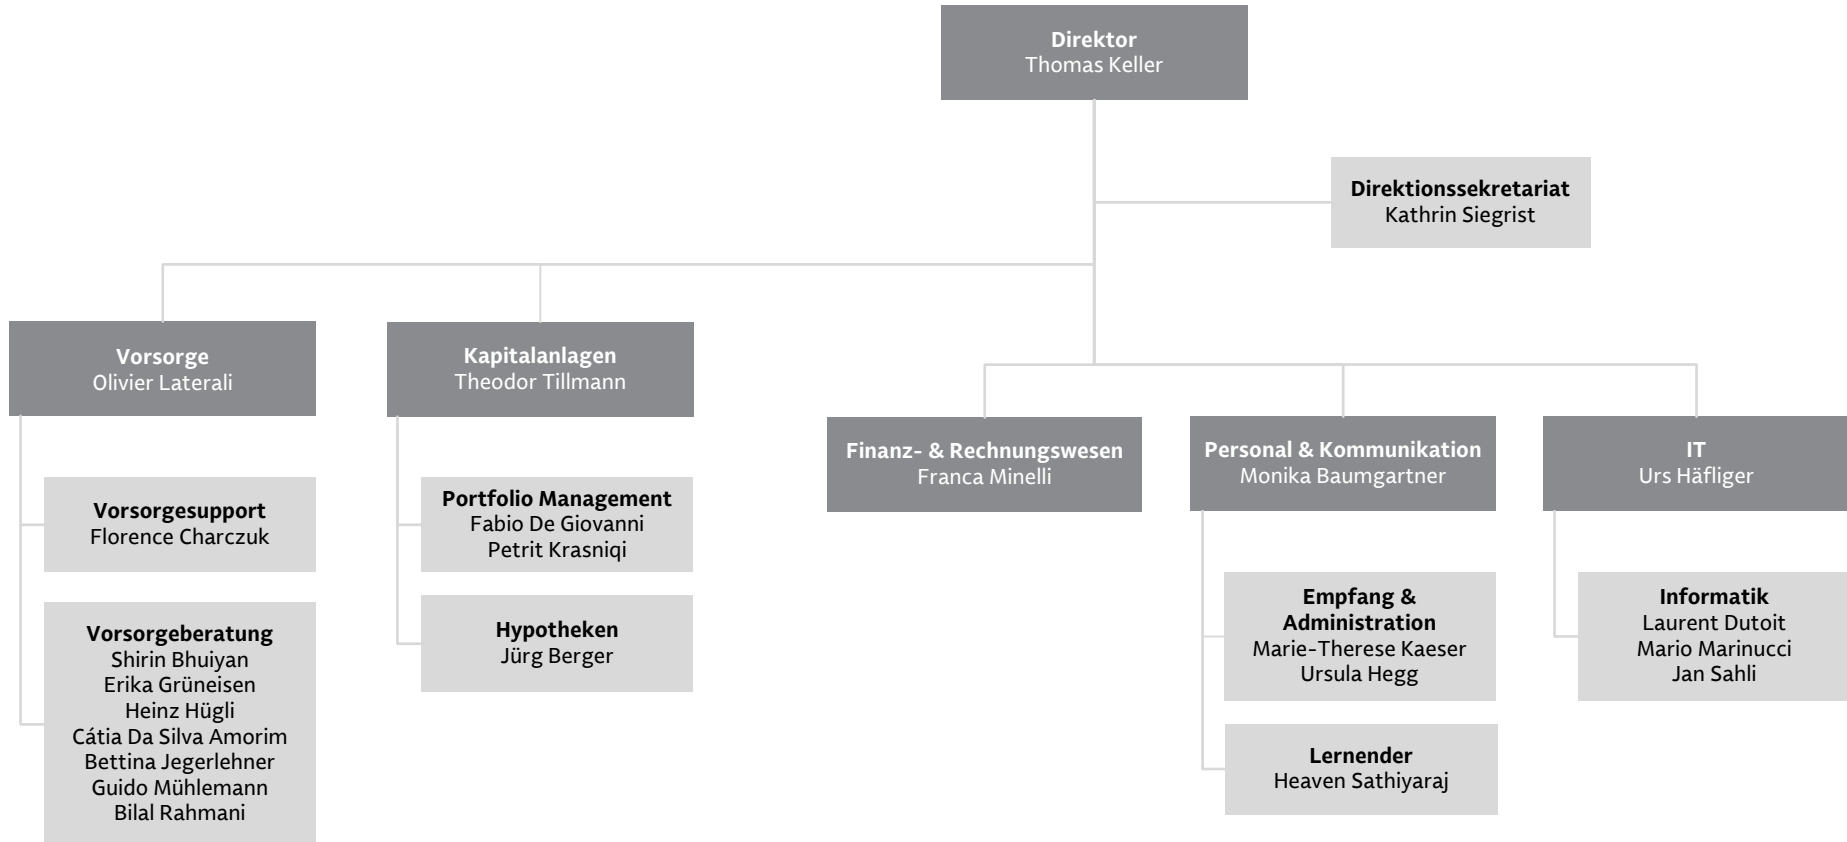 Direktor
Thomas Keller
Direktionssekretariat
Kathrin Siegrist
Vorsorge
Olivier Laterali
Vorsorgesupport
Florence Charczuk
Vorsorgeberatung
Shirin Bhuiyan
Erika Grüneisen
Heinz Hügli
Cátia Da Silva Amorim
Bettina Jegerlehner
Guido Mühlemann
Bilal Rahmani
Kapitalanlagen
Theodor Tillmann
Portfolio Management
Fabio De Giovanni
Petrit Krasniqi
Hypotheken
Jürg Berger
Finanz- & Rechnungswesen
Franca Minelli
Personal & Kommunikation
Monika Baumgartner
Empfang &
Administration
Marie-Therese Kaeser
Ursula Hegg
Lernender
Heaven Sathiyaraj
IT
Urs Häfliger
Informatik
Laurent Dutoit
Mario Marinucci
Jan Sahli